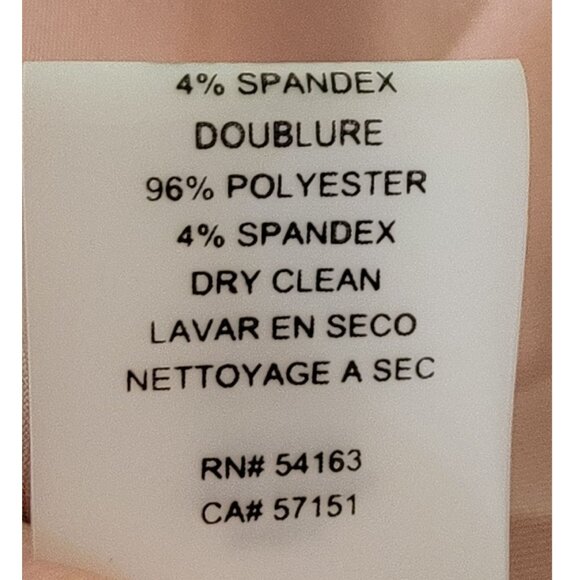 4% SPANDEX
DOUBLURE
96% POLYESTER
4% SPANDEX
DRY CLEAN
LAVAR EN SECO
NETTOYAGE A SEC
RN# 54163
CA# 57151